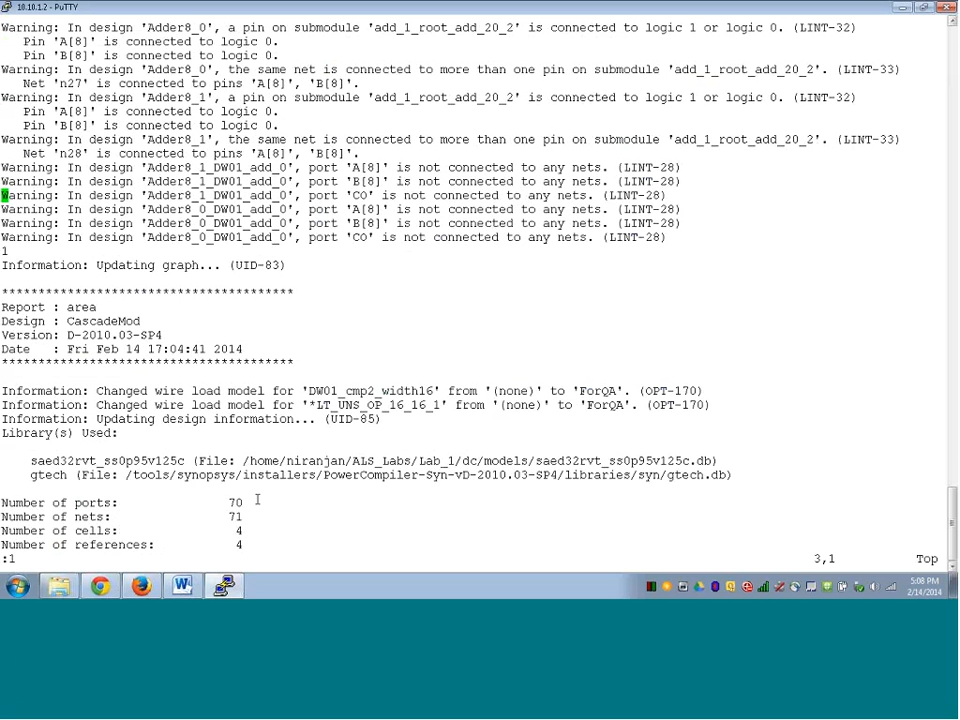 10.10.1.2 - PuTTY
Warning: In design 'Adder8_0', a pin on submodule 'add_1_root_add_20_2' is connected to logic 1 or logic 0. (LINT-32)
Pin 'A[8]' is connected to logic 0.
Pin 'B[8]' is connected to logic 0.
Warning: In design 'Adder8_0', the same net is connected to more than one pin on submodule 'add_1_root_add_20_2'. (LINT-33)
Net 'n27' is connected to pins 'A[8]', 'B[8]'.
Warning: In design 'Adder8_1', a pin on submodule 'add_1_root_add_20_2' is connected to logic 1 or logic 0. (LINT-32)
Pin 'A[8]' is connected to logic 0.
Pin 'B[8]' is connected to logic 0.
Warning: In design 'Adder8_1', the same net is connected to more than one pin on submodule 'add_1_root_add_20_2'. (LINT-33)
Net 'n28' is connected to pins 'A[8]', 'B[8]'.
Warning: In design 'Adder8_1_DW01_add_0', port 'A[8]' is not connected to any nets. (LINT-28)
Warning: In design 'Adder8_1_DW01_add_0', port 'B[8]' is not connected to any nets. (LINT-28)
Warning: In design 'Adder8_1_DW01_add_0', port 'CO' is not connected to any nets. (LINT-28)
Warning: In design 'Adder8_0_DW01_add_0', port 'A[8]' is not connected to any nets. (LINT-28)
Warning: In design 'Adder8_0_DW01_add_0', port 'B[8]' is not connected to any nets. (LINT-28)
Warning: In design 'Adder8_0_DW01_add_0', port 'CO' is not connected to any nets. (LINT-28)
1
Information: Updating graph... (UID-83)
****************************************
Report : area
Design : CascadeMod
Version: D-2010.03-SP4
Date   : Fri Feb 14 17:04:41 2014
****************************************
Information: Changed wire load model for 'DW01_cmp2_width16' from '(none)' to 'ForQA'. (OPT-170)
Information: Changed wire load model for '*LT_UNS_OP_16_16_1' from '(none)' to 'ForQA'. (OPT-170)
Information: Updating design information... (UID-85)
Library(s) Used:
saed32rvt_ss0p95v125c (File: /home/niranjan/ALS_Labs/Lab_1/dc/models/saed32rvt_ss0p95v125c.db)
gtech (File: /tools/synopsys/installers/PowerCompiler-Syn-vD-2010.03-SP4/libraries/syn/gtech.db)
Number of ports: 70
Number of nets: 71
Number of cells: 4
Number of references: 4
:1 3,1 Top
5:08 PM
2/14/2014